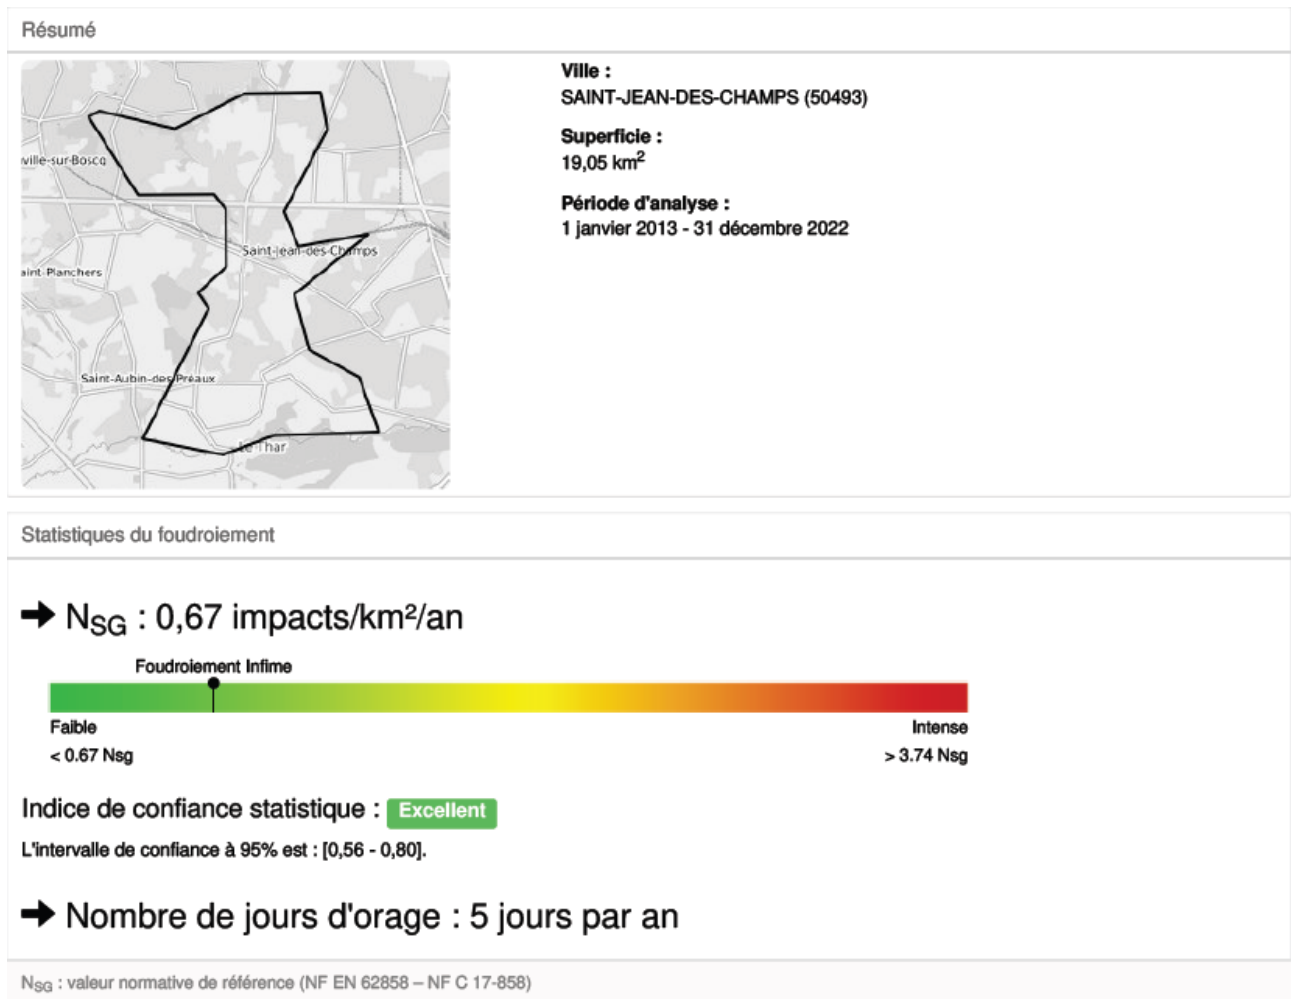 Résumé
ville-sur-Boscq
Saint-Jean-des-Champs
aint-Planchers
Saint-Aubin-des-Préaux
Le Thar
Ville :
SAINT-JEAN-DES-CHAMPS (50493)
Superficie :
19,05 km²
Période d'analyse :
1 janvier 2013 - 31 décembre 2022
Statistiques du foudroiement
➔ NSG : 0,67 impacts/km²/an
Foudroiement Infime
Faible Intense
< 0.67 Nsg > 3.74 Nsg
Indice de confiance statistique : Excellent
L'intervalle de confiance à 95% est : [0,56 - 0,80].
➔ Nombre de jours d'orage : 5 jours par an
NSG : valeur normative de référence (NF EN 62858 – NF C 17-858)